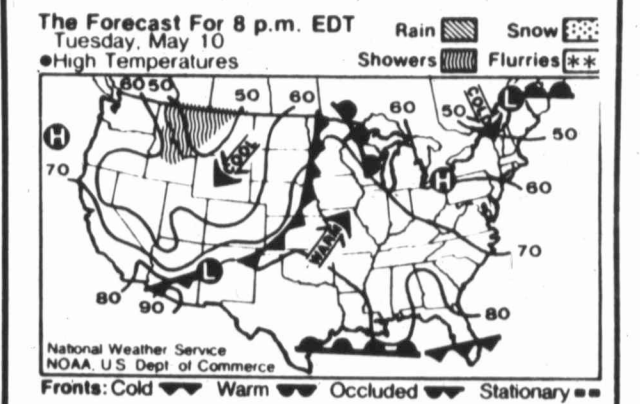 The Forecast For 8 p.m. EDT
Tuesday, May 10
●High Temperatures
Rain
Snow
Showers
Flurries
60 50
50
60
60
50
COLD
L
50
H
70
COOL
H
60
WARM
70
L
80
90
80
National Weather Service
NOAA, U S Dept of Commerce
Fronts: Cold
Warm
Occluded
Stationary